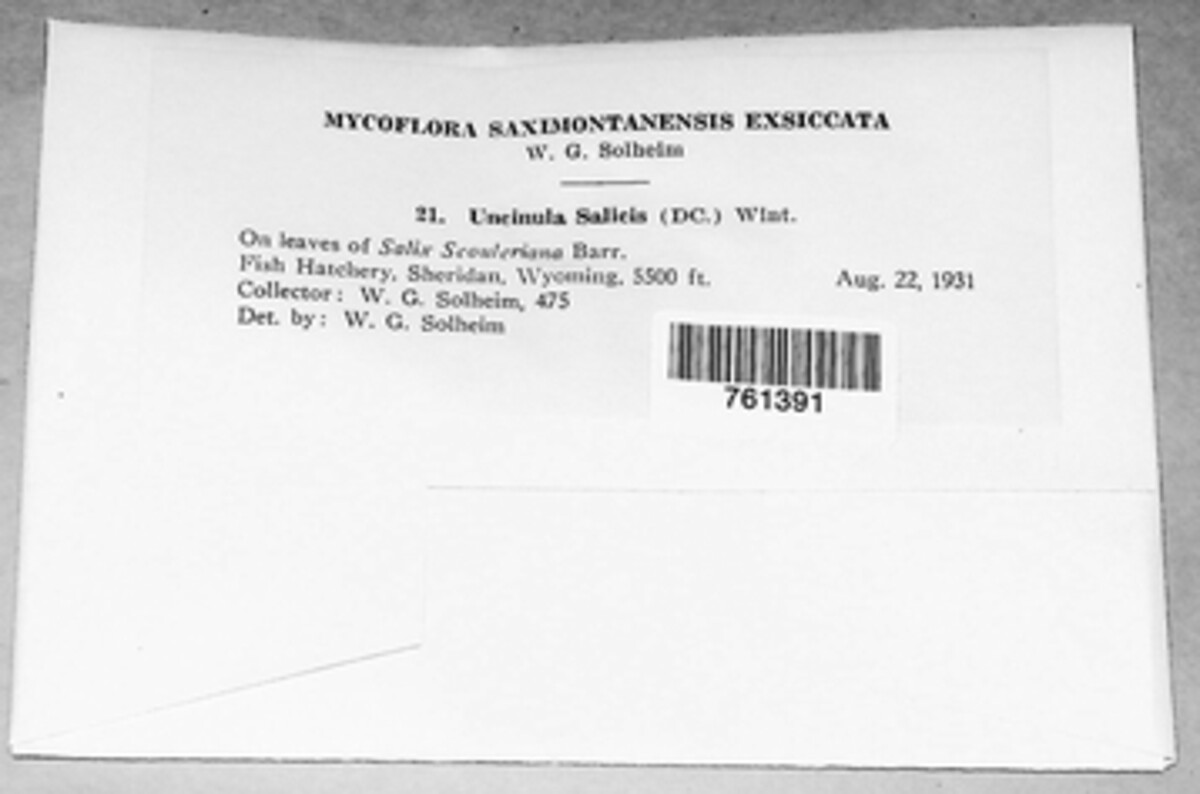 MYCOFLORA SAXIMONTANENSIS EXSICCATA
W. G. Solheim
21. Uncinula Salicis (DC.) Wint.
On leaves of Salix Scouleriana Barr.
Fish Hatchery, Sheridan, Wyoming, 5500 ft. Aug. 22, 1931
Collector: W. G. Solheim, 475
Det. by: W. G. Solheim
761391